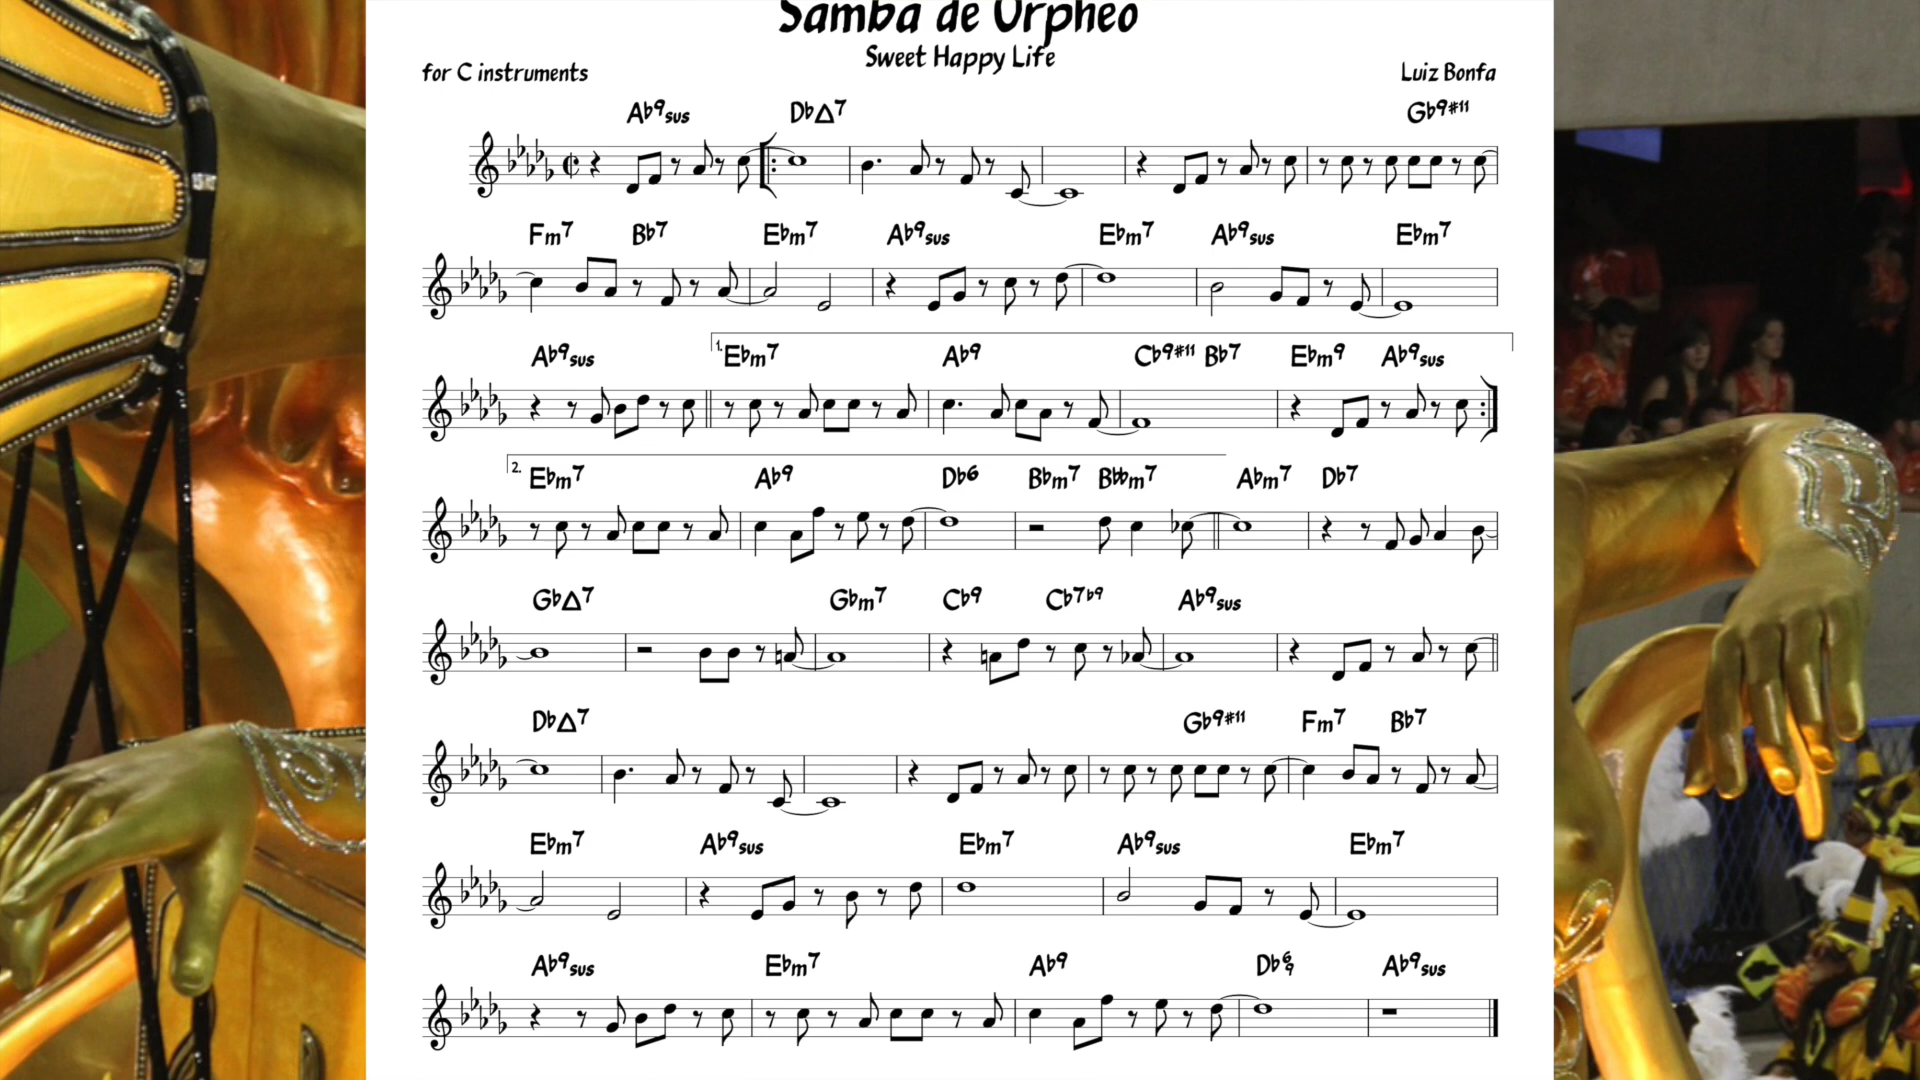 Samba de Orpheo
Sweet Happy Life
for C instruments
Luiz Bonfa
Ab9sus Db△7 Gb9#11
Fm7 Bb7 Ebm7 Ab9sus Ebm7 Ab9sus Ebm7
Ab9sus 1. Ebm7 Ab9 Cb9#11 Bb7 Ebm9 Ab9sus
2. Ebm7 Ab9 Db6 Bbm7 Bbbm7 Abm7 Db7
Gb△7 Gbm7 Cb9 Cb7b9 Ab9sus
Db△7 Gb9#11 Fm7 Bb7
Ebm7 Ab9sus Ebm7 Ab9sus Ebm7
Ab9sus Ebm7 Ab9 Db69 Ab9sus